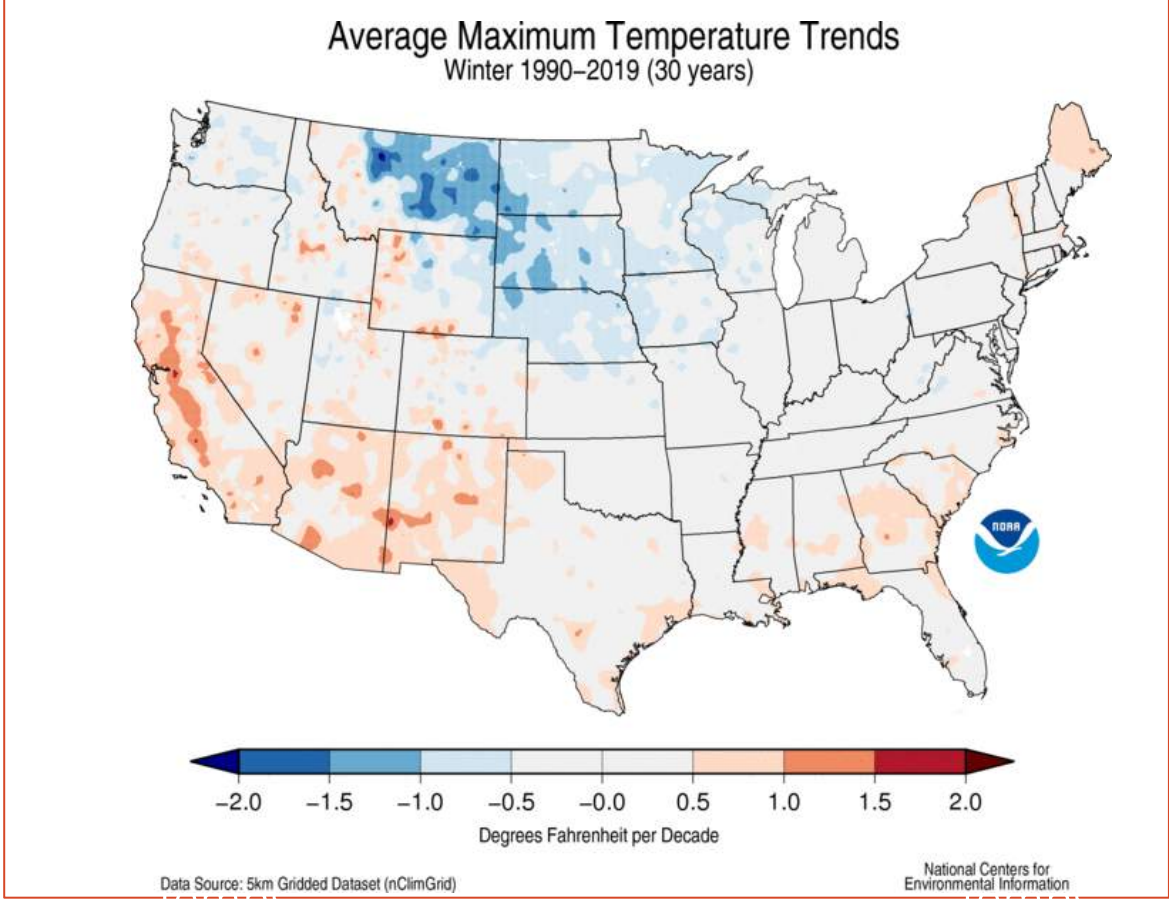 Average Maximum Temperature Trends
Winter 1990–2019 (30 years)
NOAA
−2.0 −1.5 −1.0 −0.5 −0.0 0.5 1.0 1.5 2.0
Degrees Fahrenheit per Decade
Data Source: 5km Gridded Dataset (nClimGrid)
National Centers for
Environmental Information